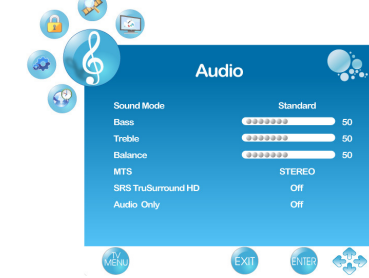 Audio
Sound Mode Standard
Bass 50
Treble 50
Balance 50
MTS STEREO
SRS TruSurround HD Off
Audio Only Off
TV MENU EXIT ENTER